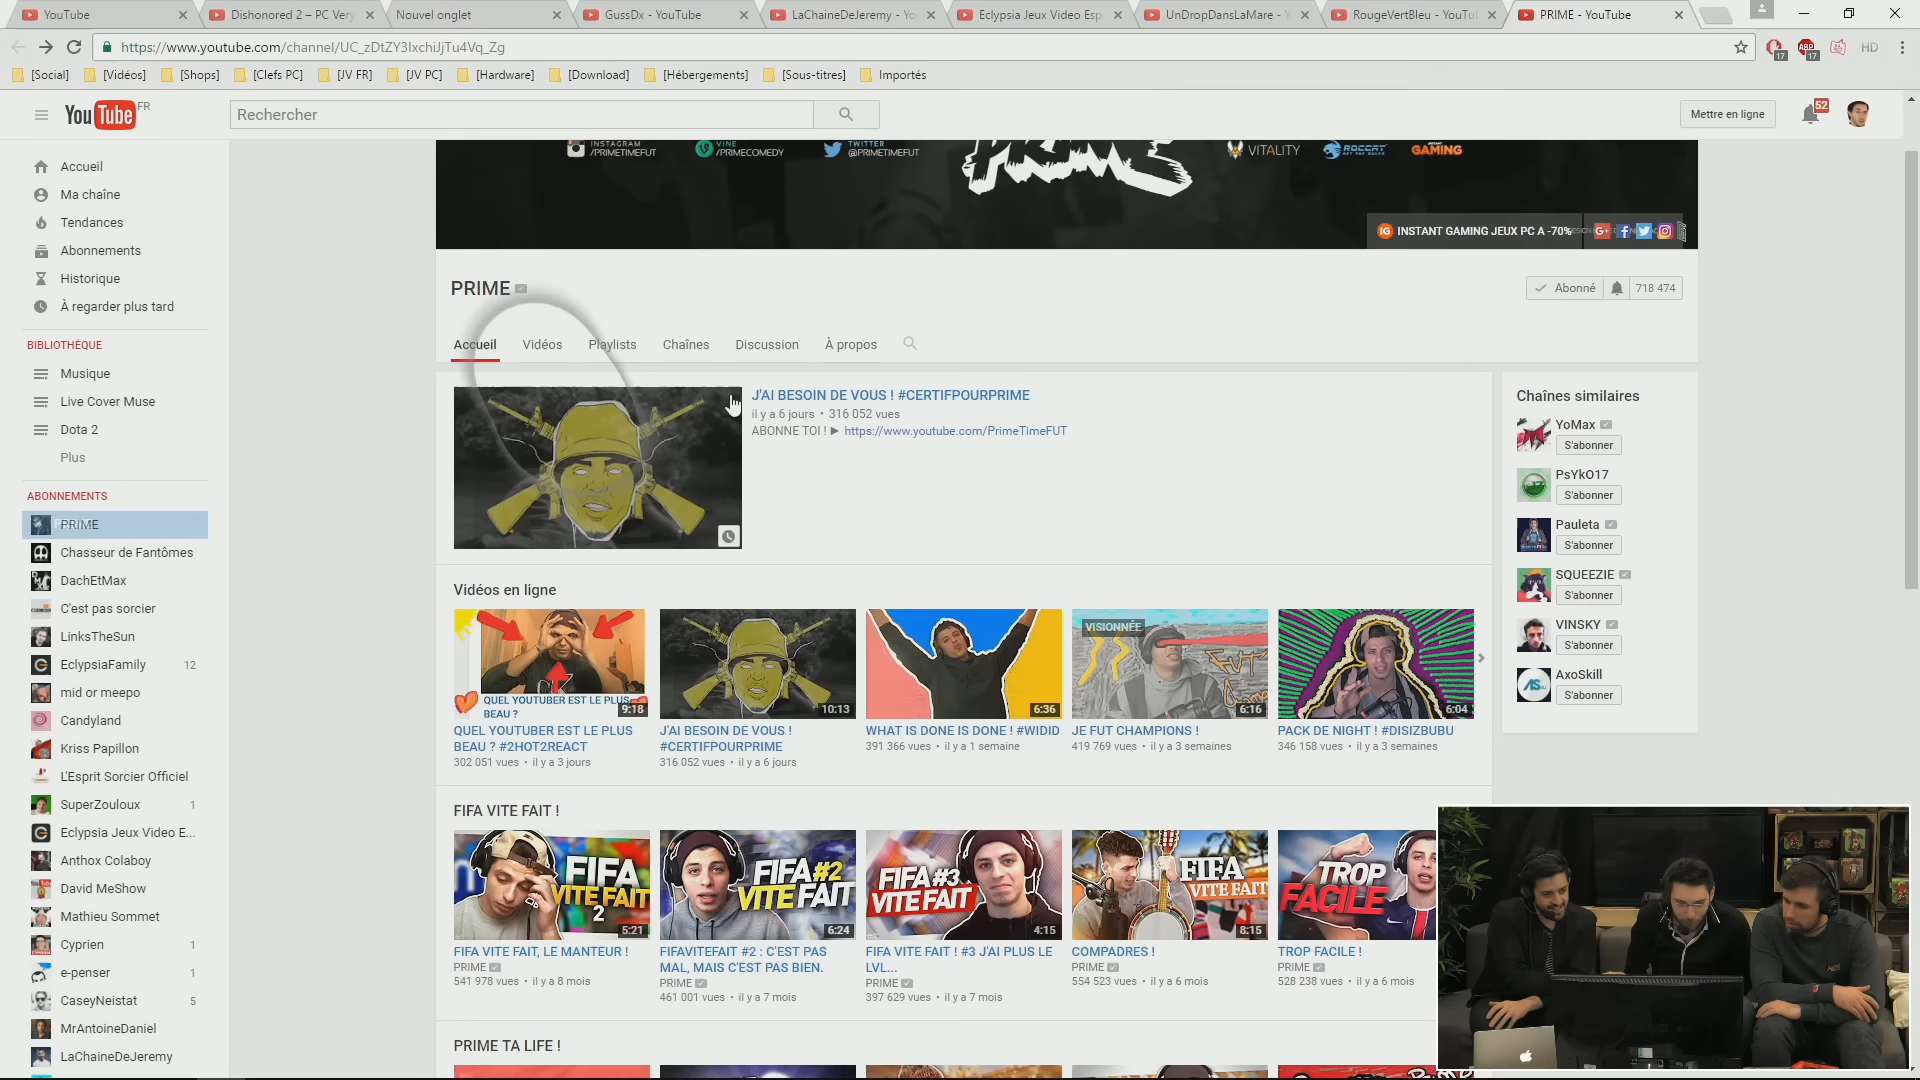 YouTube
Dishonored 2 – PC Very
Nouvel onglet
GussDx - YouTube
LaChaineDeJeremy - Yo
Eclypsia Jeux Video Esp
UnDropDansLaMare - Y
RougeVertBleu - YouTu
PRIME - YouTube
https://www.youtube.com/channel/UC_zDtZY3IxchiJjTu4Vq_Zg
17
ABP
17
HD
[Social]
[Vidéos]
[Shops]
[Clefs PC]
[JV FR]
[JV PC]
[Hardware]
[Download]
[Hébergements]
[Sous-titres]
Importés
YouTube FR
Rechercher
Mettre en ligne
52
Accueil
Ma chaîne
Tendances
Abonnements
Historique
À regarder plus tard
BIBLIOTHÈQUE
Musique
Live Cover Muse
Dota 2
Plus
ABONNEMENTS
PRIME
Chasseur de Fantômes
DachEtMax
C'est pas sorcier
LinksTheSun
EclypsiaFamily 12
mid or meepo
Candyland
Kriss Papillon
L'Esprit Sorcier Officiel
SuperZouloux 1
Eclypsia Jeux Video E...
Anthox Colaboy
David MeShow
Mathieu Sommet
Cyprien 1
e-penser 1
CaseyNeistat 5
MrAntoineDaniel
LaChaineDeJeremy
INSTAGRAM
/PRIMETIMEFUT
VINE
/PRIMECOMEDY
TWITTER
@PRIMETIMEFUT
PRIME
VITALITY
ROCCAT
GAMING
IG INSTANT GAMING JEUX PC A -70%
PRIME
Abonné
718 474
Accueil
Vidéos
Playlists
Chaînes
Discussion
À propos
J'AI BESOIN DE VOUS ! #CERTIFPOURPRIME
il y a 6 jours • 316 052 vues
ABONNE TOI ! ► https://www.youtube.com/PrimeTimeFUT
Vidéos en ligne
QUEL YOUTUBER EST LE PLUS
BEAU ?
9:18
QUEL YOUTUBER EST LE PLUS
BEAU ? #2HOT2REACT
302 051 vues • il y a 3 jours
10:13
J'AI BESOIN DE VOUS !
#CERTIFPOURPRIME
316 052 vues • il y a 6 jours
6:36
WHAT IS DONE IS DONE ! #WIDID
391 366 vues • il y a 1 semaine
VISIONNÉE
6:16
JE FUT CHAMPIONS !
419 769 vues • il y a 3 semaines
6:04
PACK DE NIGHT ! #DISIZBUBU
346 158 vues • il y a 3 semaines
FIFA VITE FAIT !
FIFA
VITE FAIT
2
5:21
FIFA VITE FAIT, LE MANTEUR !
PRIME
541 978 vues • il y a 8 mois
FIFA #2
VITE FAIT
6:24
FIFAVITEFAIT #2 : C'EST PAS
MAL, MAIS C'EST PAS BIEN.
PRIME
461 001 vues • il y a 7 mois
FIFA #3
VITE FAIT
4:15
FIFA VITE FAIT ! #3 J'AI PLUS LE
LVL...
PRIME
397 629 vues • il y a 7 mois
FIFA
VITE FAIT
8:15
COMPADRES !
PRIME
554 523 vues • il y a 6 mois
TROP
FACILE
TROP FACILE !
PRIME
528 238 vues • il y a 6 mois
PRIME TA LIFE !
Chaînes similaires
YoMax
S'abonner
PsYkO17
S'abonner
Pauleta
S'abonner
SQUEEZIE
S'abonner
VINSKY
S'abonner
AxoSkill
S'abonner